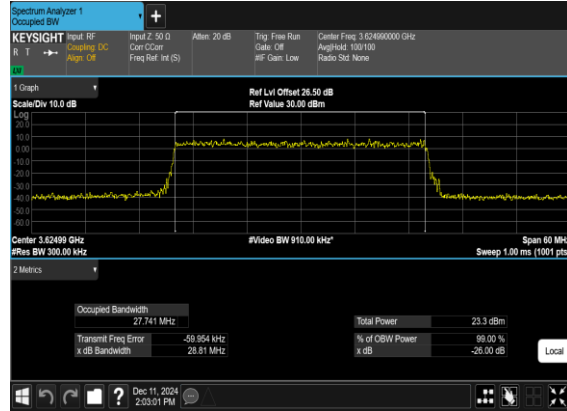 Spectrum Analyzer 1
Occupied BW
+
KEYSIGHT Input: RF Input Z: 50 Ω Atten: 20 dB Trig: Free Run Center Freq: 3.624990000 GHz
R T Coupling: DC Corr CCorr Gate: Off Avg|Hold: 100/100
Align: Off Freq Ref: Int (S) #IF Gain: Low Radio Std: None
LW
1 Graph
Ref Lvl Offset 26.50 dB
Scale/Div 10.0 dB Ref Value 30.00 dBm
Log
20.0
10.0
0.00
-10.0
-20.0
-30.0
-40.0
-50.0
-60.0
Center 3.62499 GHz #Video BW 910.00 kHz* Span 60 MHz
#Res BW 300.00 kHz Sweep 1.00 ms (1001 pts
2 Metrics
Occupied Bandwidth
27.741 MHz Total Power 23.3 dBm
Transmit Freq Error -59.954 kHz % of OBW Power 99.00 %
x dB Bandwidth 28.81 MHz x dB -26.00 dB
Local
? Dec 11, 2024
2:03:01 PM